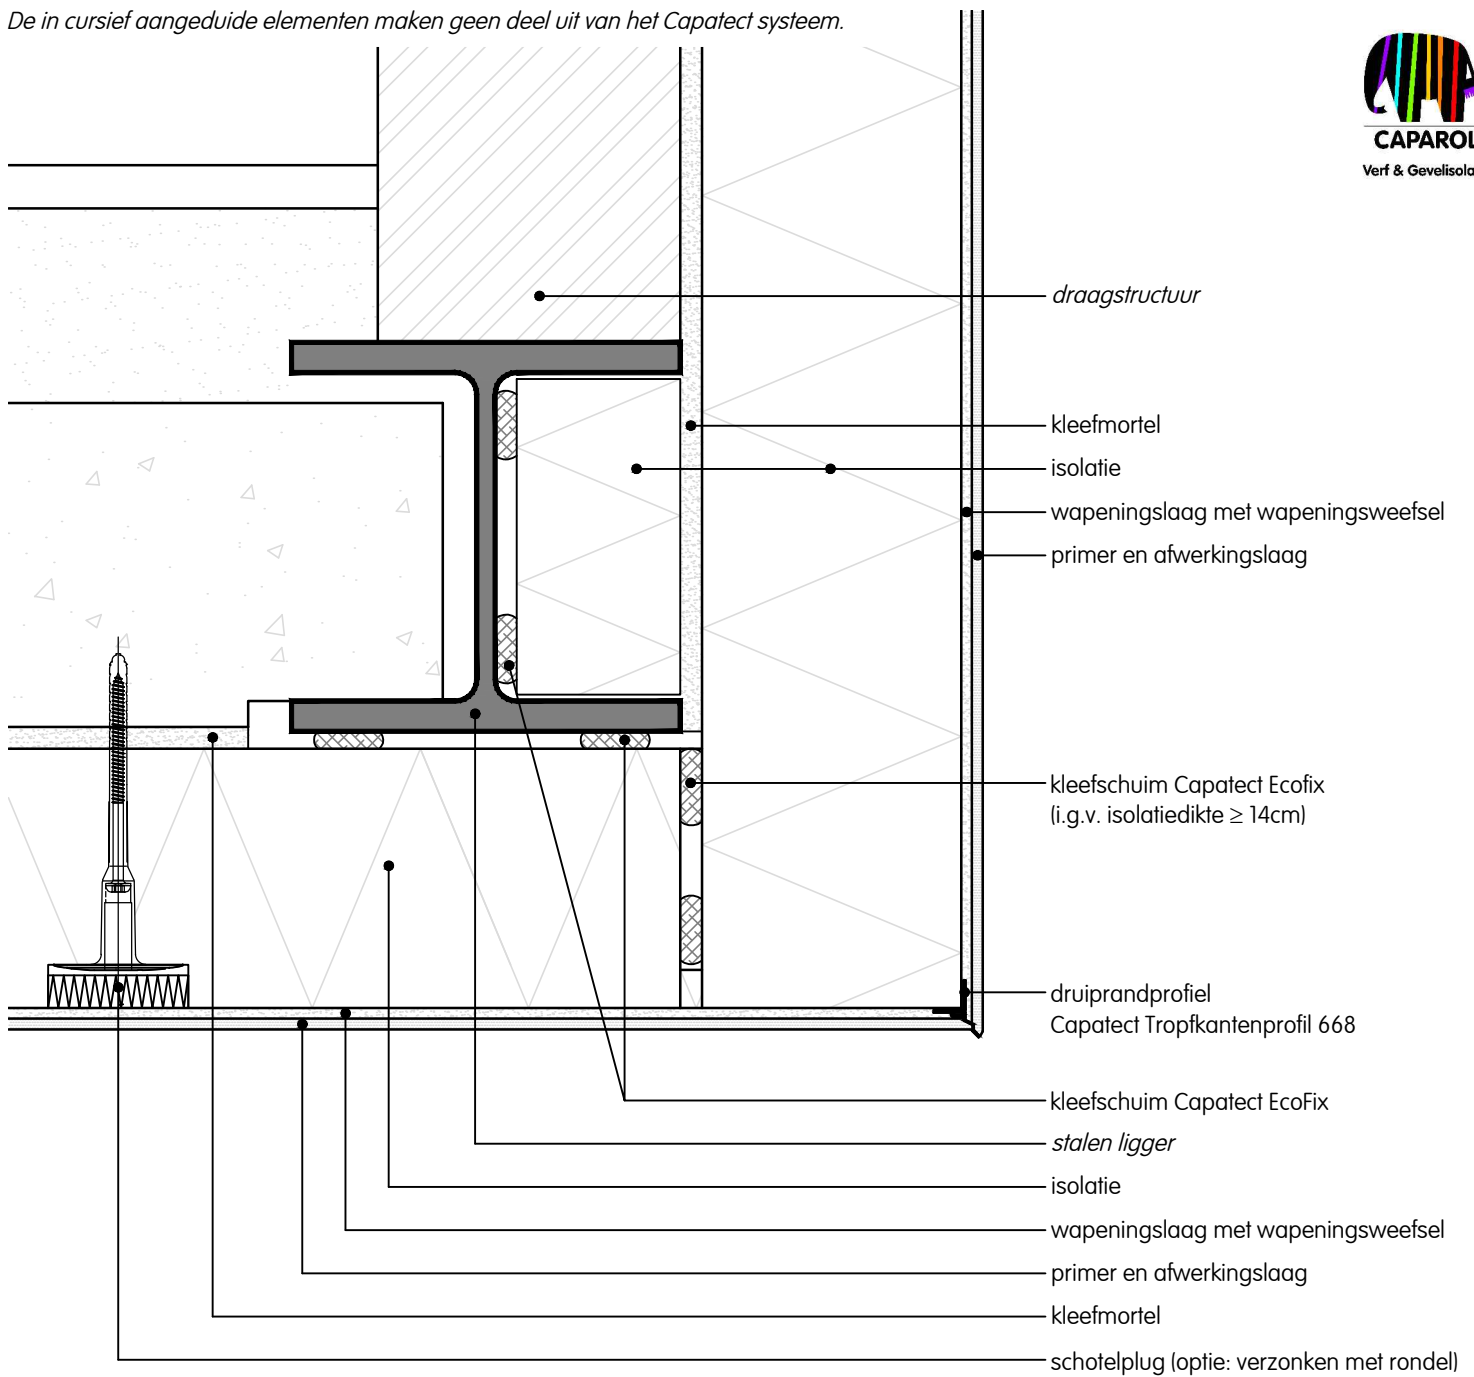 De in cursief aangeduide elementen maken geen deel uit van het Capatect systeem.
CAPAROL
Verf & Gevelisola
draagstructuur
kleefmortel
isolatie
wapeningslaag met wapeningsweefsel
primer en afwerkingslaag
kleefschuim Capatect Ecofix
(i.g.v. isolatiedikte ≥ 14cm)
druiprandprofiel
Capatect Tropfkantenprofil 668
kleefschuim Capatect EcoFix
stalen ligger
isolatie
wapeningslaag met wapeningsweefsel
primer en afwerkingslaag
kleefmortel
schotelplug (optie: verzonken met rondel)